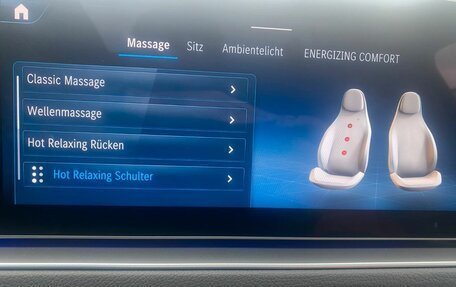 Massage Sitz Ambientelicht ENERGIZING COMFORT
Classic Massage
Wellenmassage
Hot Relaxing Rücken
Hot Relaxing Schulter